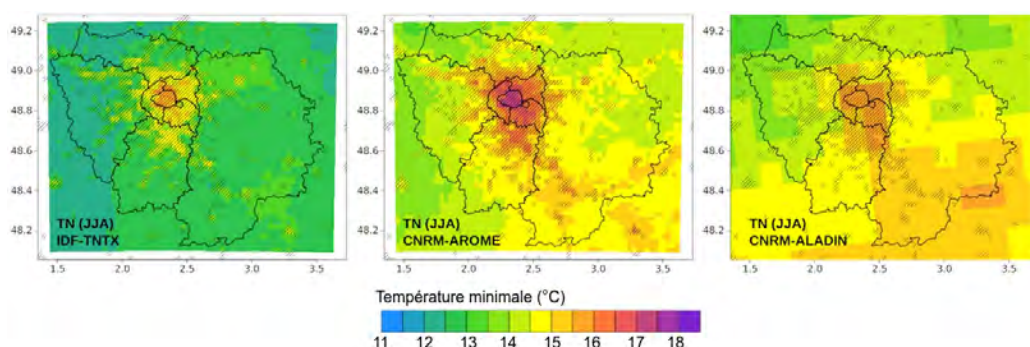 49.2
49.0
48.8
48.6
48.4
48.2
TN (JJA)
IDF-TNTX
1.5 2.0 2.5 3.0 3.5
49.2
49.0
48.8
48.6
48.4
48.2
TN (JJA)
CNRM-AROME
1.5 2.0 2.5 3.0 3.5
49.2
49.0
48.8
48.6
48.4
48.2
TN (JJA)
CNRM-ALADIN
1.5 2.0 2.5 3.0 3.5
Température minimale (°C)
11 12 13 14 15 16 17 18